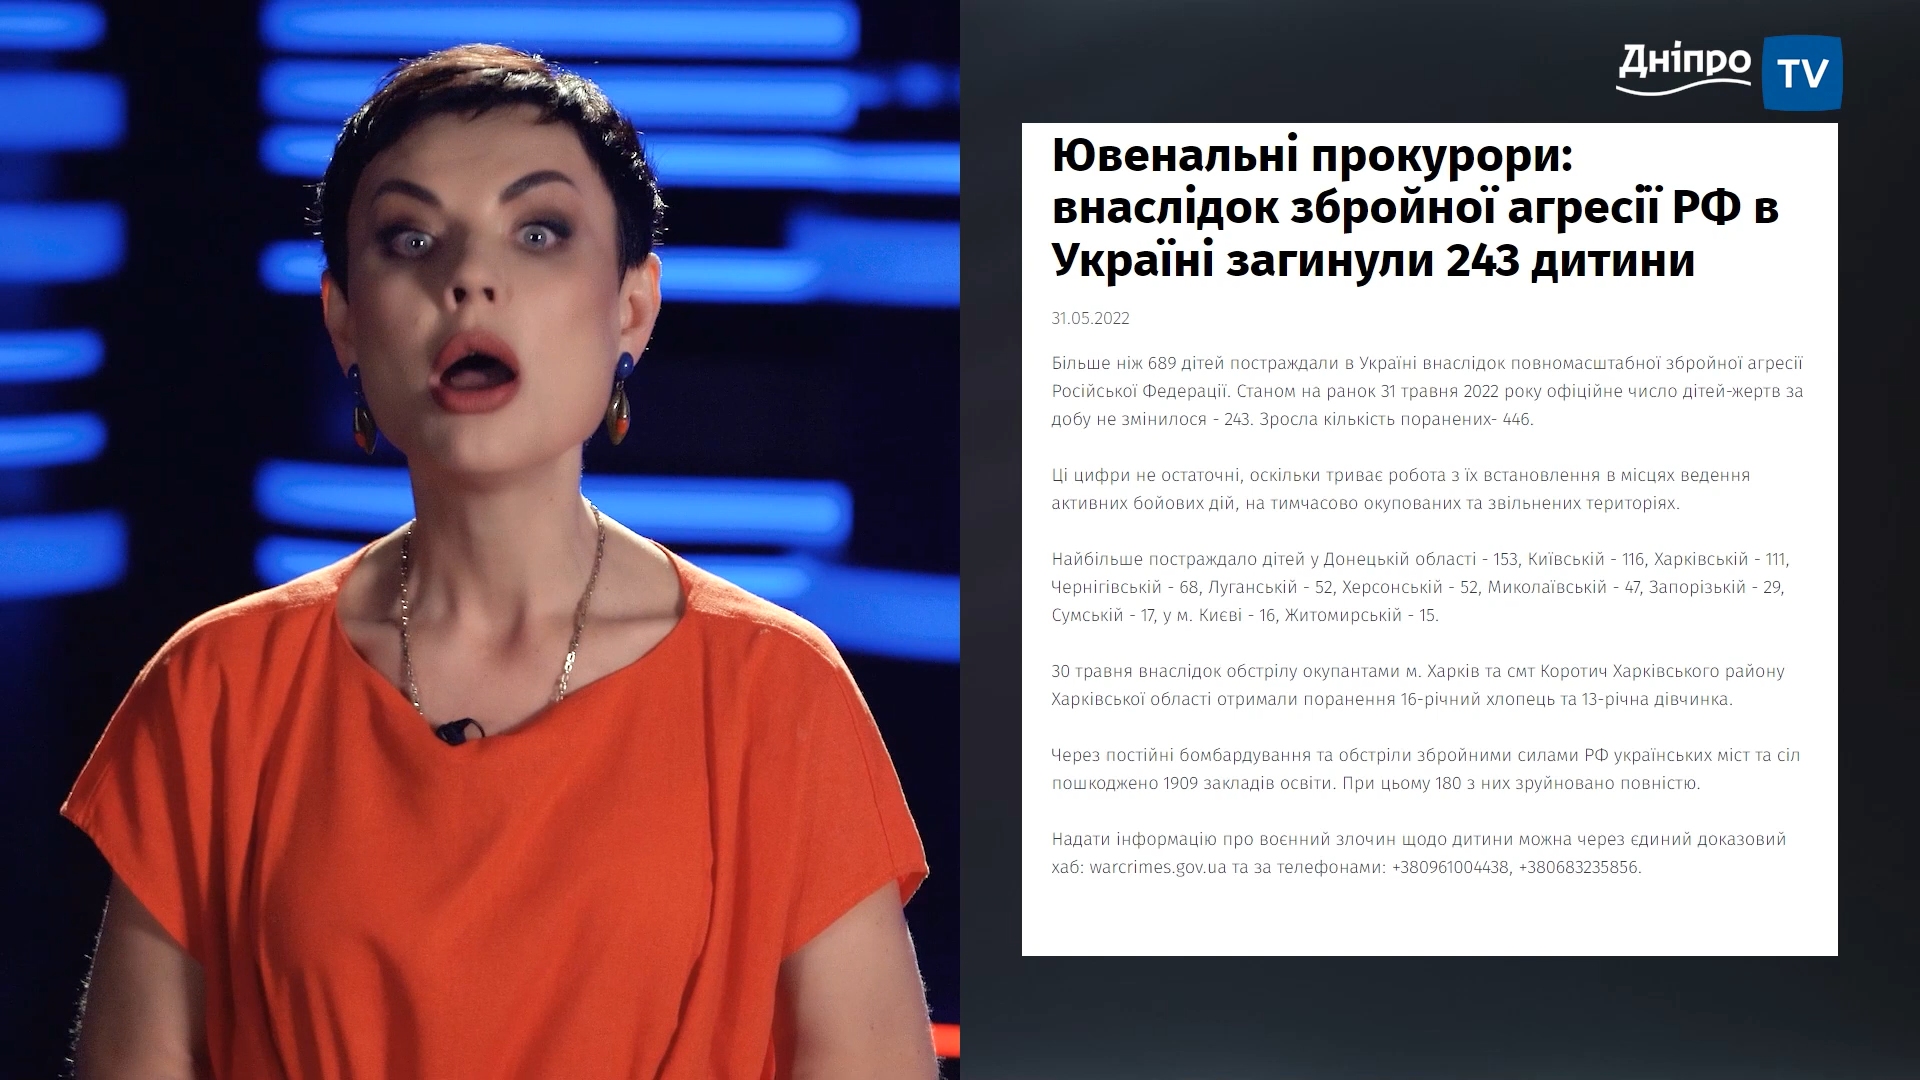 Дніпро TV
Ювенальні прокурори:
внаслідок збройної агресії РФ в
Україні загинули 243 дитини
31.05.2022
Більше ніж 689 дітей постраждали в Україні внаслідок повномасштабної збройної агресії
Російської Федерації. Станом на ранок 31 травня 2022 року офіційне число дітей-жертв за
добу не змінилося - 243. Зросла кількість поранених- 446.
Ці цифри не остаточні, оскільки триває робота з їх встановлення в місцях ведення
активних бойових дій, на тимчасово окупованих та звільнених територіях.
Найбільше постраждало дітей у Донецькій області - 153, Київській - 116, Харківській - 111,
Чернігівській - 68, Луганській - 52, Херсонській - 52, Миколаївській - 47, Запорізькій - 29,
Сумській - 17, у м. Києві - 16, Житомирській - 15.
30 травня внаслідок обстрілу окупантами м. Харків та смт Коротич Харківського району
Харківської області отримали поранення 16-річний хлопець та 13-річна дівчинка.
Через постійні бомбардування та обстріли збройними силами РФ українських міст та сіл
пошкоджено 1909 закладів освіти. При цьому 180 з них зруйновано повністю.
Надати інформацію про воєнний злочин щодо дитини можна через єдиний доказовий
хаб: warcrimes.gov.ua та за телефонами: +380961004438, +380683235856.